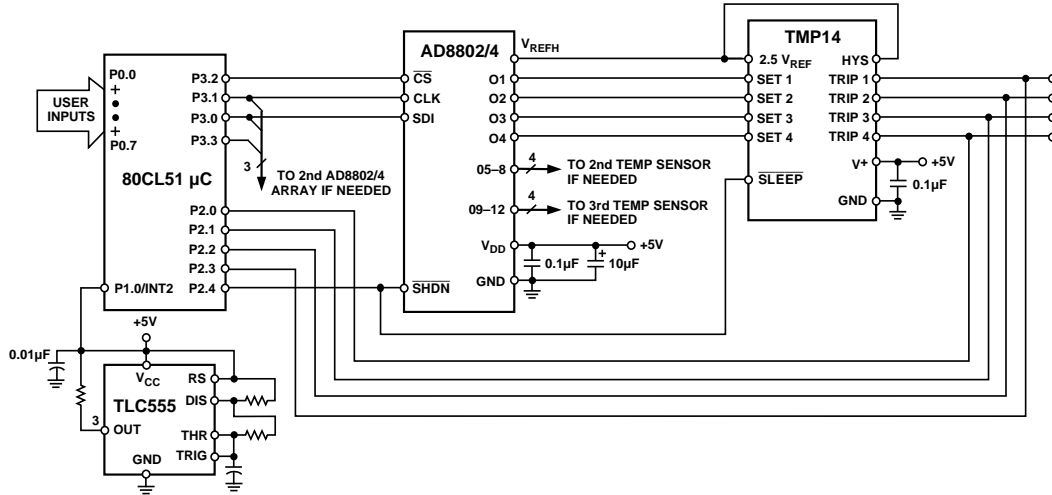 80CL51 µC
P0.0
+
+
P0.7
USER
INPUTS
P3.2
P3.1
P3.0
P3.3
3
TO 2nd AD8802/4
ARRAY IF NEEDED
P2.0
P2.1
P2.2
P2.3
P2.4
P1.0/INT2
AD8802/4
VREFH
CS
CLK
SDI
O1
O2
O3
O4
05–8
4
TO 2nd TEMP SENSOR
IF NEEDED
09–12
4
TO 3rd TEMP SENSOR
IF NEEDED
VDD
+5V
0.1µF
+
10µF
GND
SHDN
TMP14
2.5 VREF
HYS
SET 1
TRIP 1
SET 2
TRIP 2
SET 3
TRIP 3
SET 4
TRIP 4
V+
+5V
0.1µF
SLEEP
GND
+5V
0.01µF
VCC
RS
DIS
TLC555
3
OUT
THR
TRIG
GND